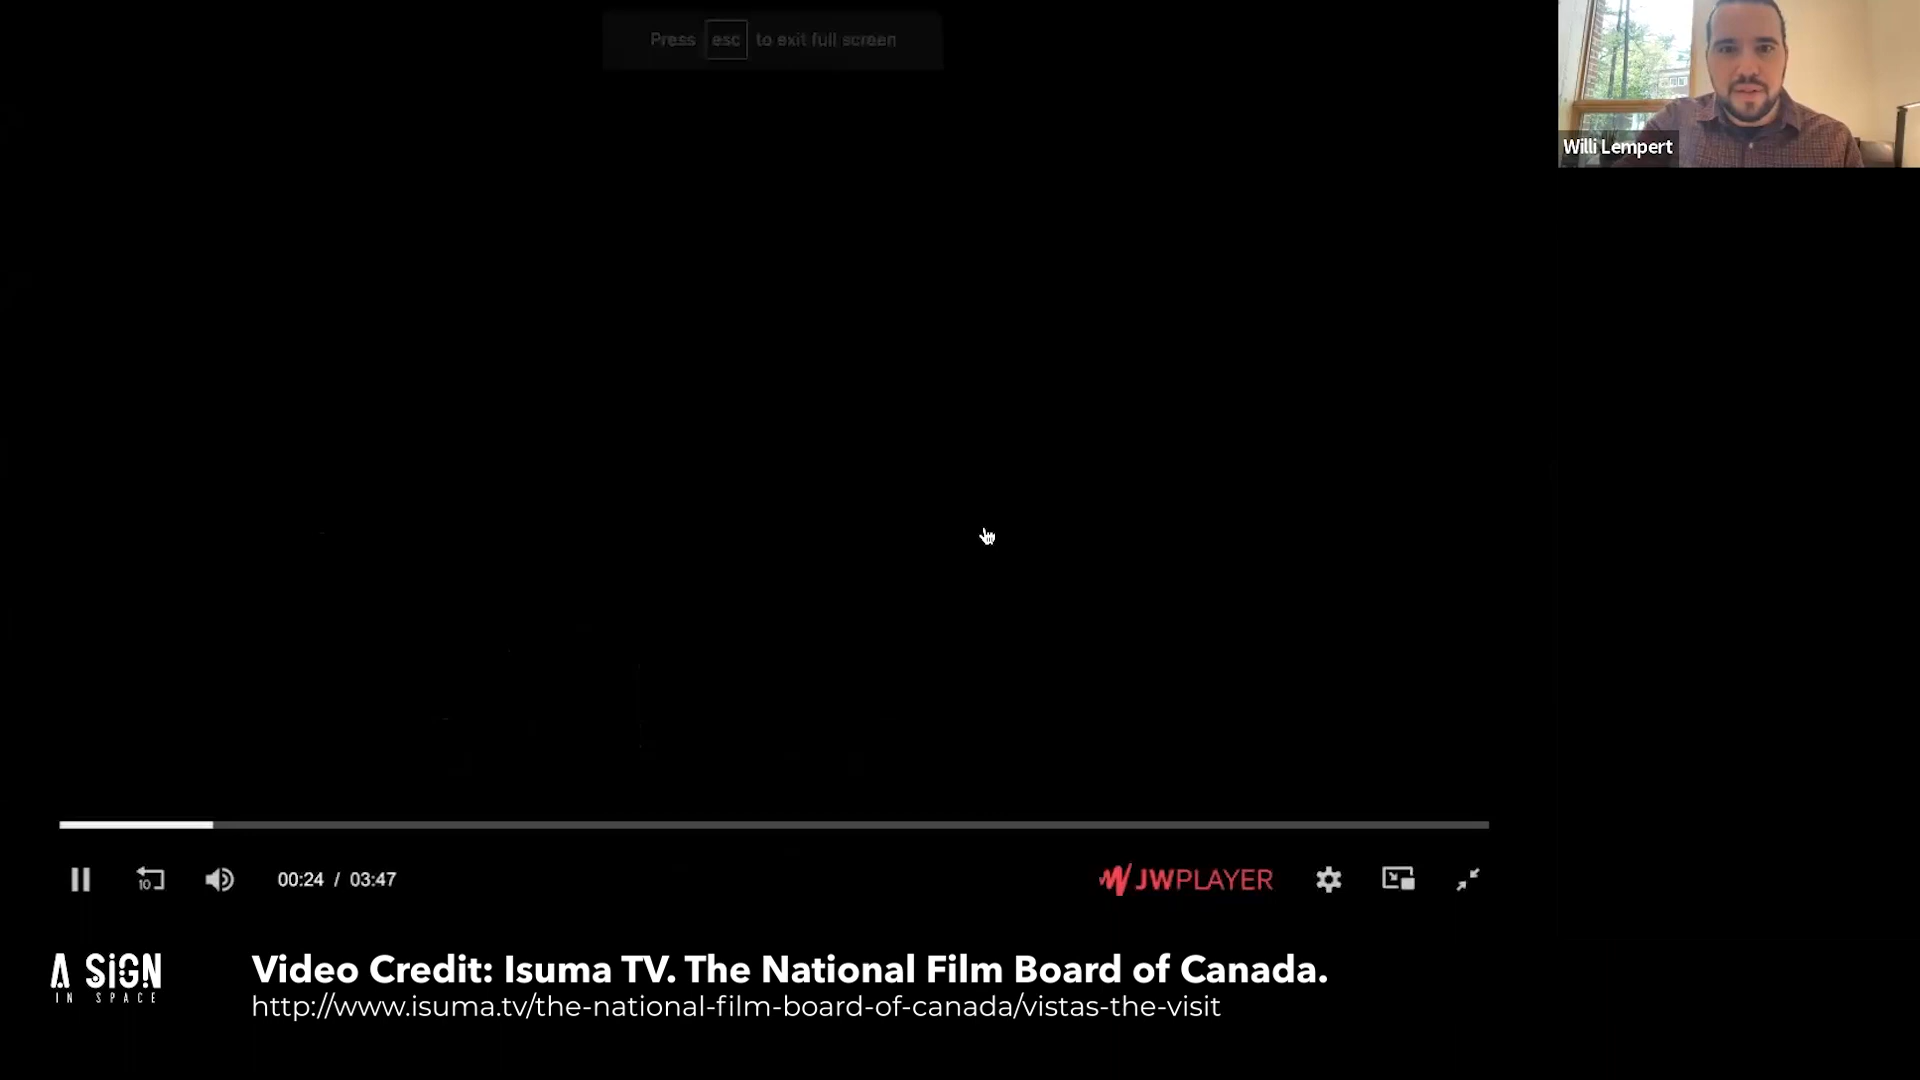 Press esc to exit full screen
Willi Lempert
10
00:24 / 03:47
JWPLAYER
A SiGN
IN SPACE
Video Credit: Isuma TV. The National Film Board of Canada.
http://www.isuma.tv/the-national-film-board-of-canada/vistas-the-visit